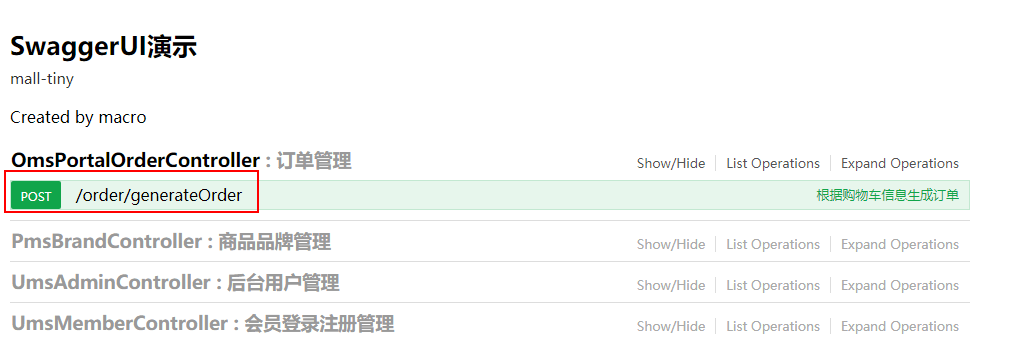 SwaggerUI演示
mall-tiny
Created by macro
OmsPortalOrderController : 订单管理 Show/Hide List Operations Expand Operations
POST /order/generateOrder 根据购物车信息生成订单
PmsBrandController : 商品品牌管理 Show/Hide List Operations Expand Operations
UmsAdminController : 后台用户管理 Show/Hide List Operations Expand Operations
UmsMemberController : 会员登录注册管理 Show/Hide List Operations Expand Operations